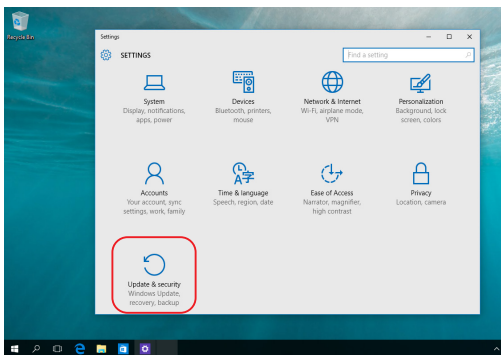 Recycle Bin
Settings
SETTINGS
Find a setting
System
Display, notifications,
apps, power
Devices
Bluetooth, printers,
mouse
Network & Internet
Wi-Fi, airplane mode,
VPN
Personalization
Background, lock
screen, colors
Accounts
Your account, sync
settings, work, family
Time & language
Speech, region, date
Ease of Access
Narrator, magnifier,
high contrast
Privacy
Location, camera
Update & security
Windows Update,
recovery, backup